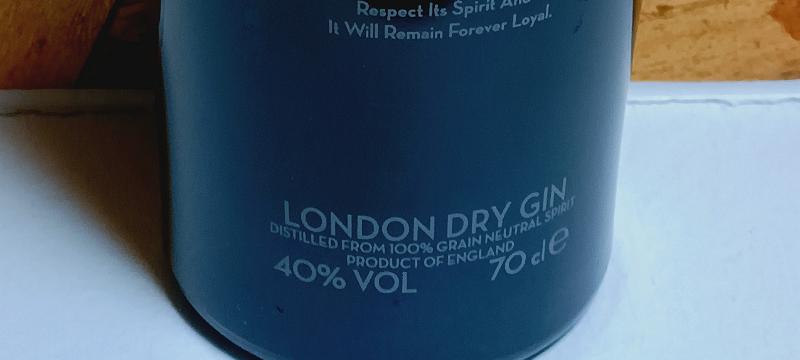 Respect Its Spirit And
It Will Remain Forever Loyal.
LONDON DRY GIN
DISTILLED FROM 100% GRAIN NEUTRAL SPIRIT
PRODUCT OF ENGLAND
40% VOL 70 cl e